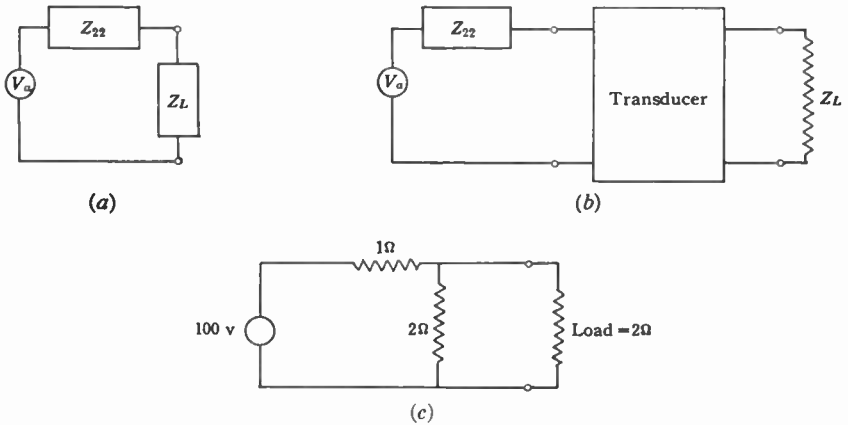 Z22
Va
ZL
(a)
Z22
Va
Transducer
ZL
(b)
1Ω
100 v
2Ω
Load = 2Ω
(c)